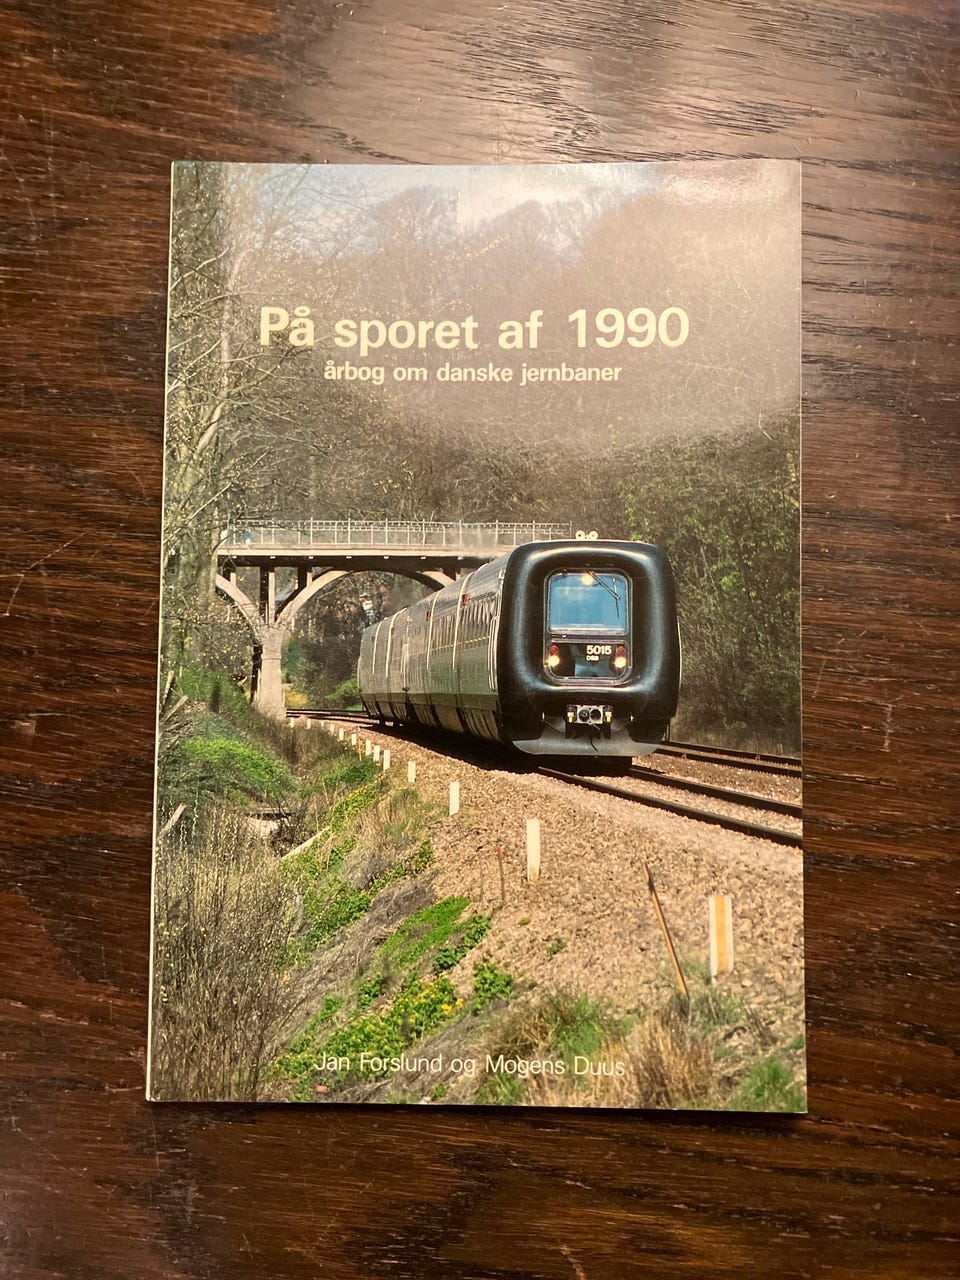 På sporet af 1990
årbog om danske jernbaner
5015
DSB
Jan Forslund og Mogens Duus